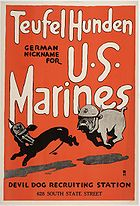 Teufel Hunden
GERMAN
NICKNAME
FOR
U.S.
Marines
DEVIL DOG RECRUITING STATION
628 SOUTH STATE STREET